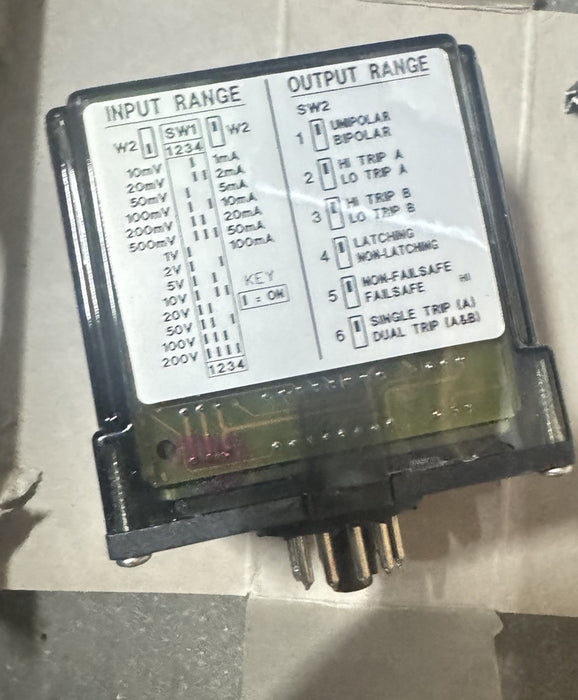 INPUT RANGE
W2 SW1 W2
1234
10mV 1mA
20mV 2mA
50mV 5mA
100mV 10mA
200mV 20mA
500mV 50mA
1V 100mA
2V
5V
10V
20V
50V
100V
200V
KEY
I = ON
1234
OUTPUT RANGE
SW2
1 UNIPOLAR
BIPOLAR
2 HI TRIP A
LO TRIP A
3 HI TRIP B
LO TRIP B
4 LATCHING
NON-LATCHING
5 NON-FAILSAFE
FAILSAFE HI
6 SINGLE TRIP (A)
DUAL TRIP (A&B)